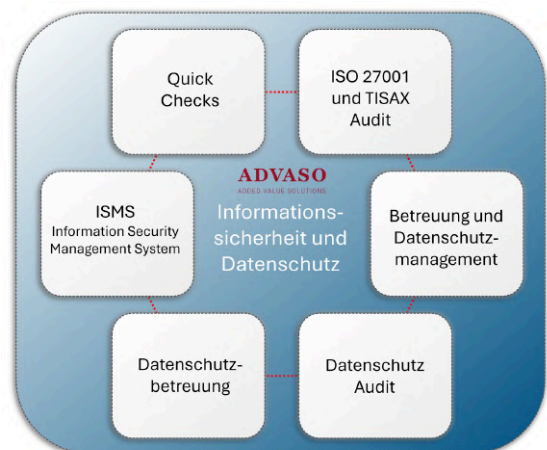 Quick
Checks
ISO 27001
und TISAX
Audit
ADVASO
ADDED VALUE SOLUTIONS
Informations-
sicherheit und
Datenschutz
ISMS
Information Security
Management System
Betreuung und
Datenschutz-
management
Datenschutz-
betreuung
Datenschutz
Audit